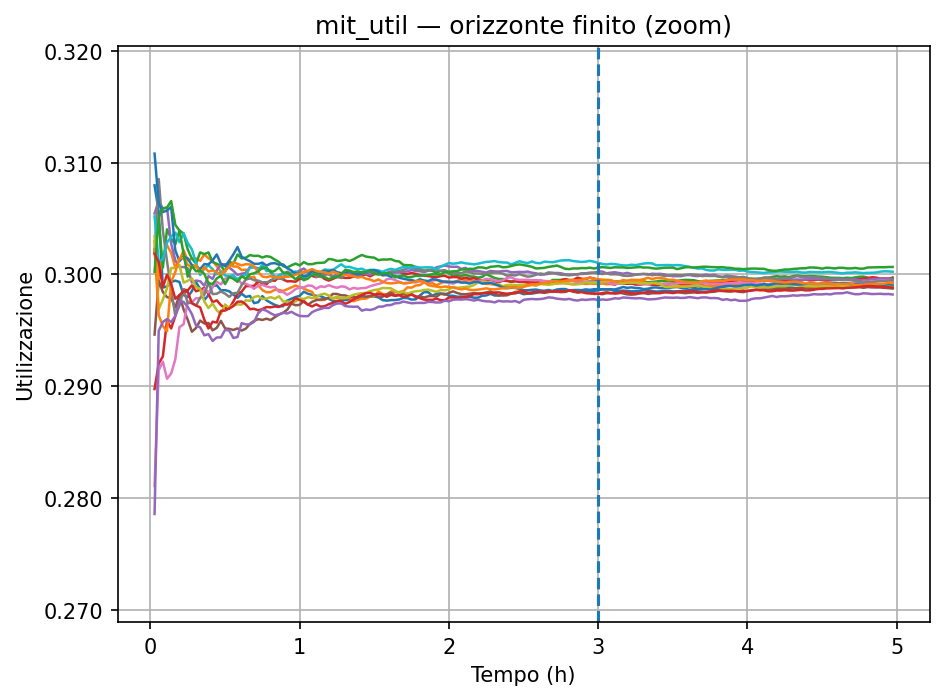 mit_util — orizzonte finito (zoom)
0.320
0.310
0.300
0.290
0.280
0.270
Utilizzazione
0 1 2 3 4 5
Tempo (h)